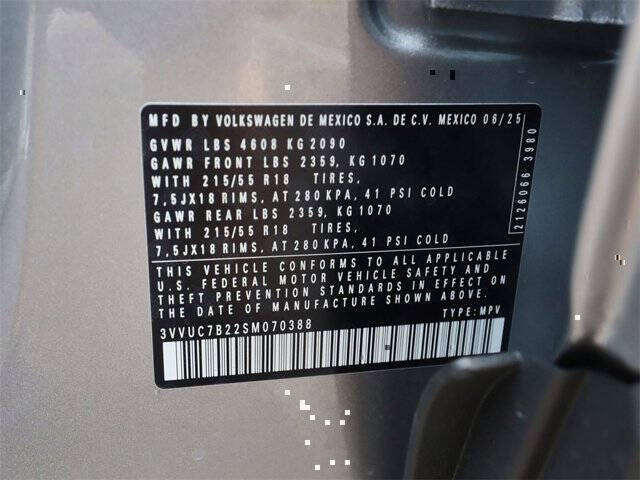 MFD BY VOLKSWAGEN DE MEXICO S.A. DE C.V. MEXICO 06/25
GVWR LBS 4608 KG 2090
GAWR FRONT LBS 2359, KG 1070
WITH 215/55 R18 TIRES,
7,5JX18 RIMS, AT 280 KPA, 41 PSI COLD
GAWR REAR LBS 2359, KG 1070
WITH 215/55 R18 TIRES,
7,5JX18 RIMS, AT 280 KPA, 41 PSI COLD
2126066 3980
THIS VEHICLE CONFORMS TO ALL APPLICABLE
U.S. FEDERAL MOTOR VEHICLE SAFETY AND
THEFT PREVENTION STANDARDS IN EFFECT ON
THE DATE OF MANUFACTURE SHOWN ABOVE.
3VVUC7B22SM070388 TYPE: MPV